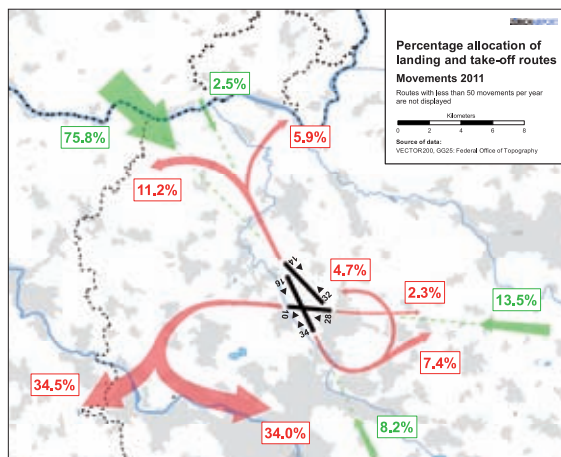 Percentage allocation of
landing and take-off routes
Movements 2011
Routes with less than 50 movements per year
are not displayed
Kilometers
0 2 4 6 8
Source of data:
VECTOR200, GG25: Federal Office of Topography
2.5%
75.8%
5.9%
11.2%
14
16
4.7%
32
2.3%
10
28
13.5%
34
7.4%
34.5%
34.0%
8.2%